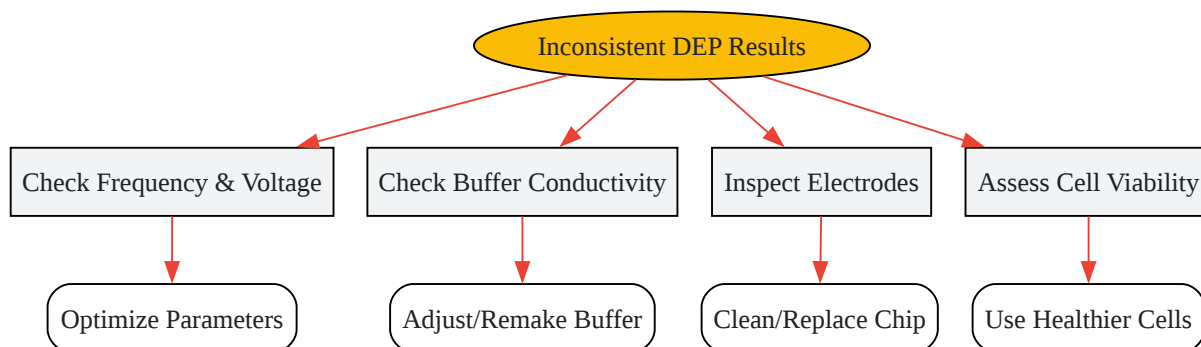 Inconsistent DEP Results
Check Frequency & Voltage
Check Buffer Conductivity
Inspect Electrodes
Assess Cell Viability
Optimize Parameters
Adjust/Remake Buffer
Clean/Replace Chip
Use Healthier Cells